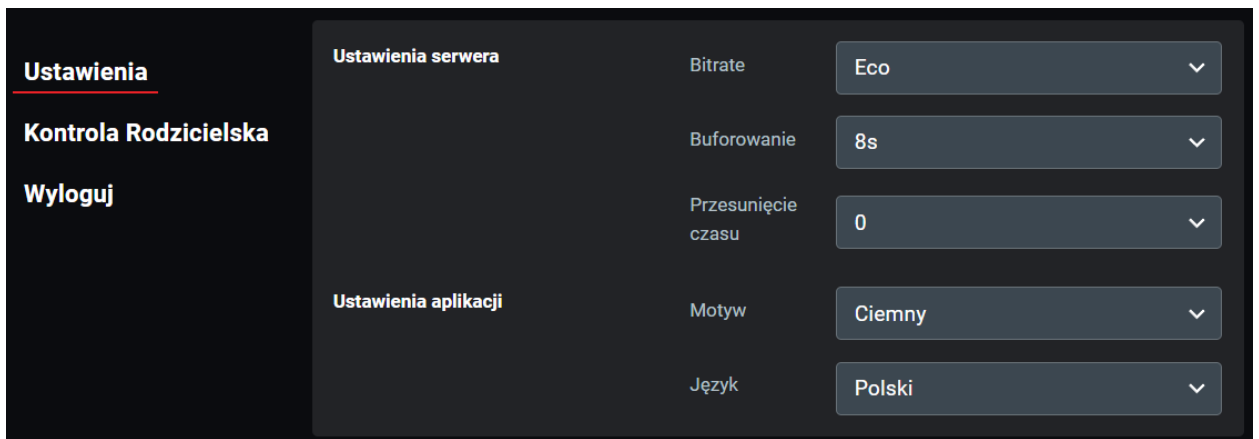 Ustawienia
Kontrola Rodzicielska
Wyloguj
Ustawienia serwera
Bitrate
Eco
Buforowanie
8s
Przesunięcie
czasu
0
Ustawienia aplikacji
Motyw
Ciemny
Język
Polski